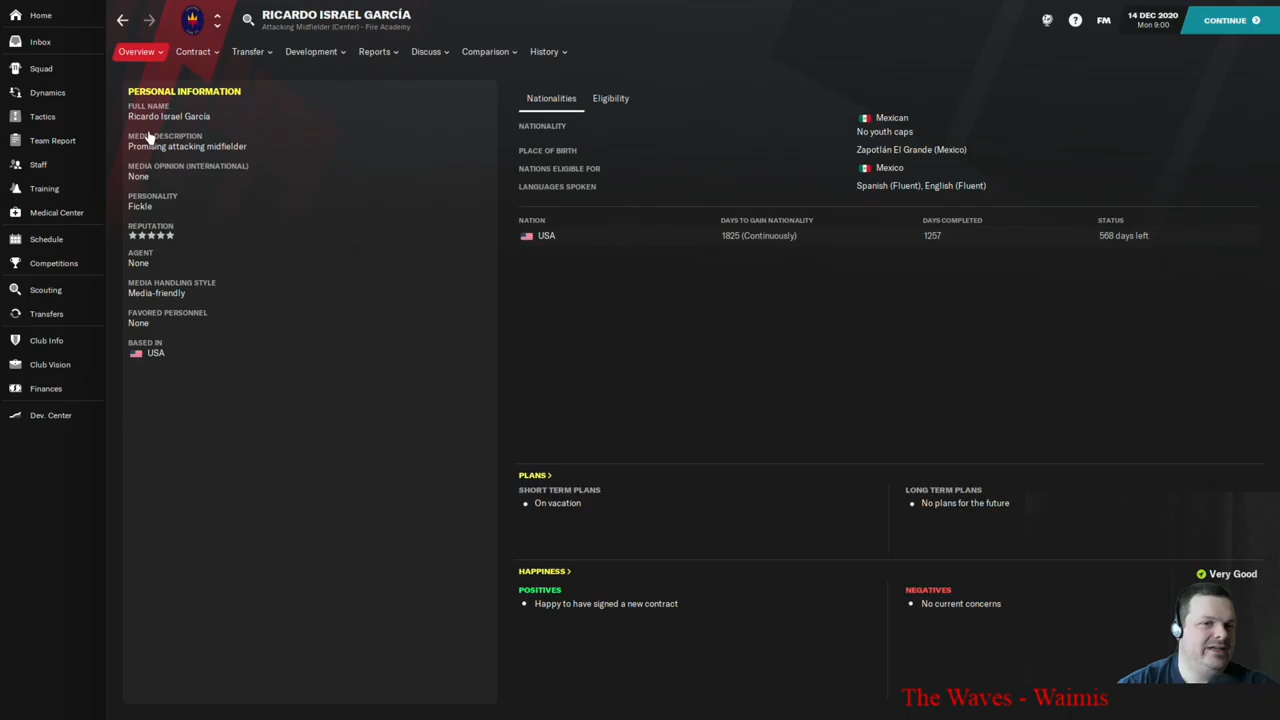 Home
Inbox
Squad
Dynamics
Tactics
Team Report
Staff
Training
Medical Center
Schedule
Competitions
Scouting
Transfers
Club Info
Club Vision
Finances
Dev. Center
RICARDO ISRAEL GARCÍA
Attacking Midfielder (Center) - Fire Academy
FM
14 DEC 2020
Mon 9:00
CONTINUE
Overview
Contract
Transfer
Development
Reports
Discuss
Comparison
History
PERSONAL INFORMATION
FULL NAME
Ricardo Israel García
MEDIA DESCRIPTION
Promising attacking midfielder
MEDIA OPINION (INTERNATIONAL)
None
PERSONALITY
Fickle
REPUTATION
AGENT
None
MEDIA HANDLING STYLE
Media-friendly
FAVORED PERSONNEL
None
BASED IN
USA
Nationalities Eligibility
NATIONALITY Mexican
No youth caps
PLACE OF BIRTH Zapotlán El Grande (Mexico)
NATIONS ELIGIBLE FOR Mexico
LANGUAGES SPOKEN Spanish (Fluent), English (Fluent)
NATION DAYS TO GAIN NATIONALITY DAYS COMPLETED STATUS
USA 1825 (Continuously) 1257 568 days left
PLANS >
SHORT TERM PLANS
On vacation
LONG TERM PLANS
No plans for the future
HAPPINESS >
Very Good
POSITIVES
Happy to have signed a new contract
NEGATIVES
No current concerns
The Waves - Waimis